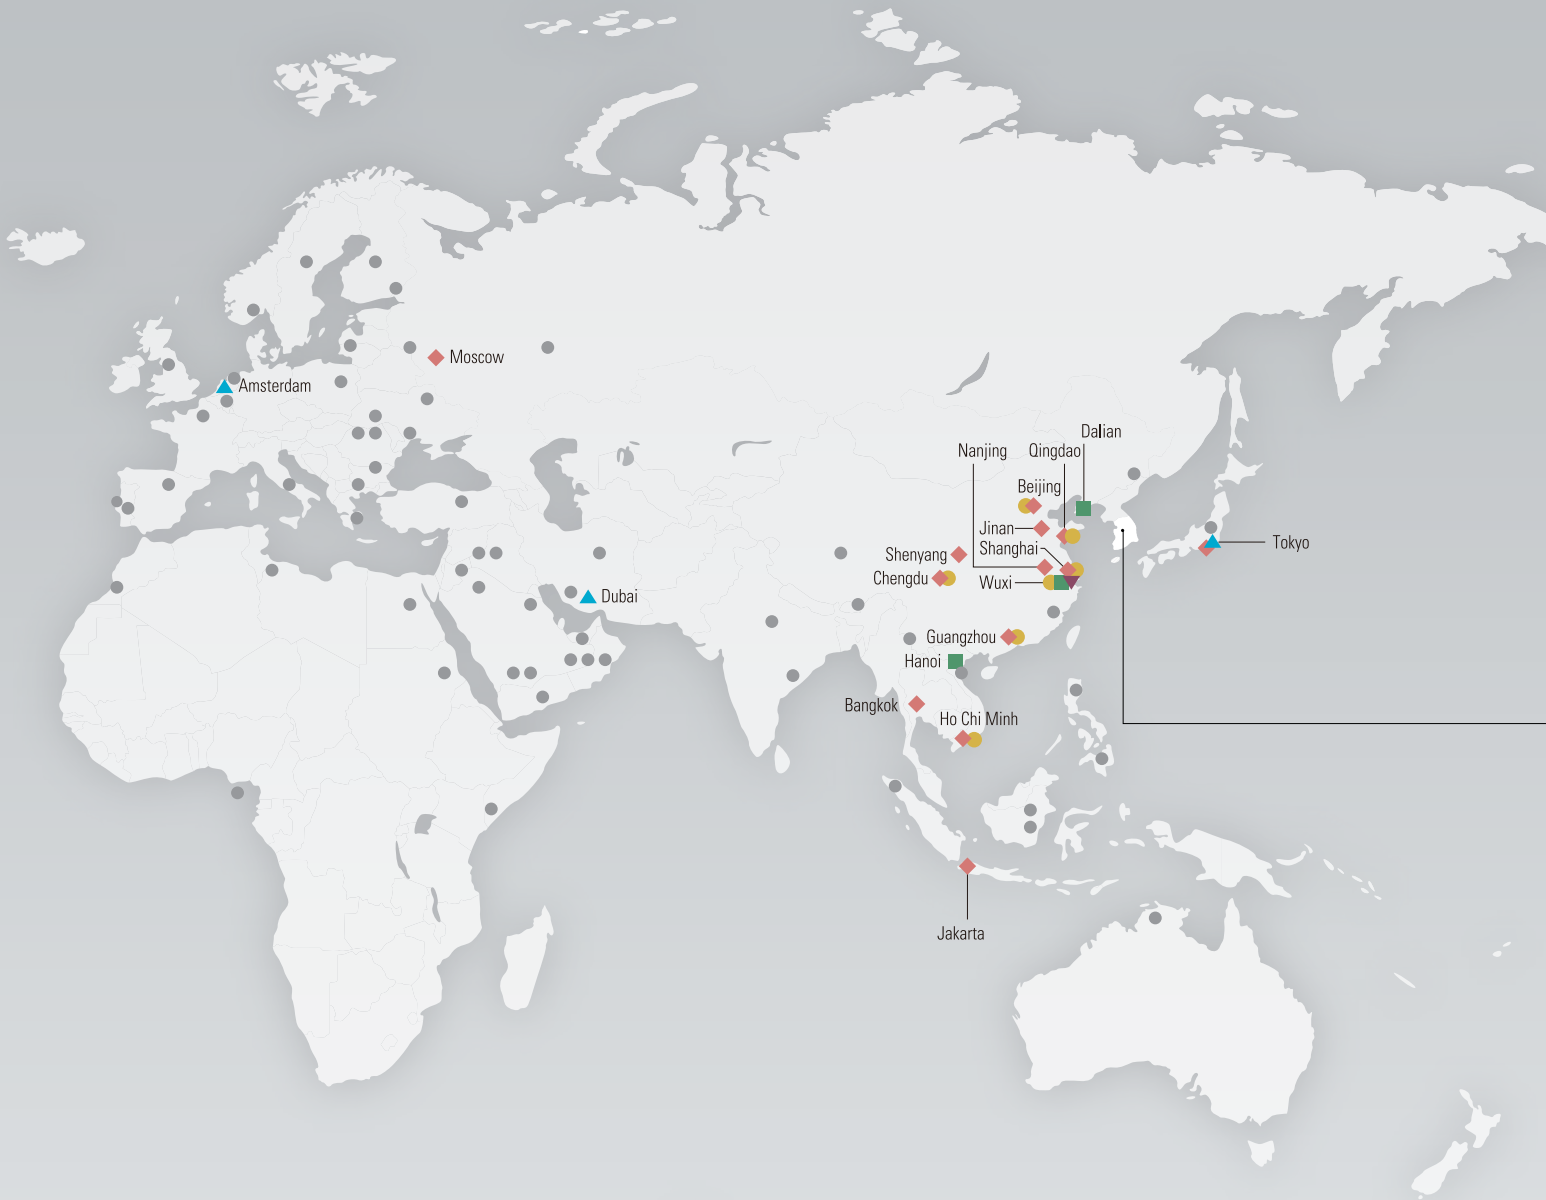 Moscow
Amsterdam
Dalian
Nanjing
Qingdao
Beijing
Jinan
Tokyo
Shanghai
Shenyang
Chengdu
Wuxi
Dubai
Guangzhou
Hanoi
Bangkok
Ho Chi Minh
Jakarta